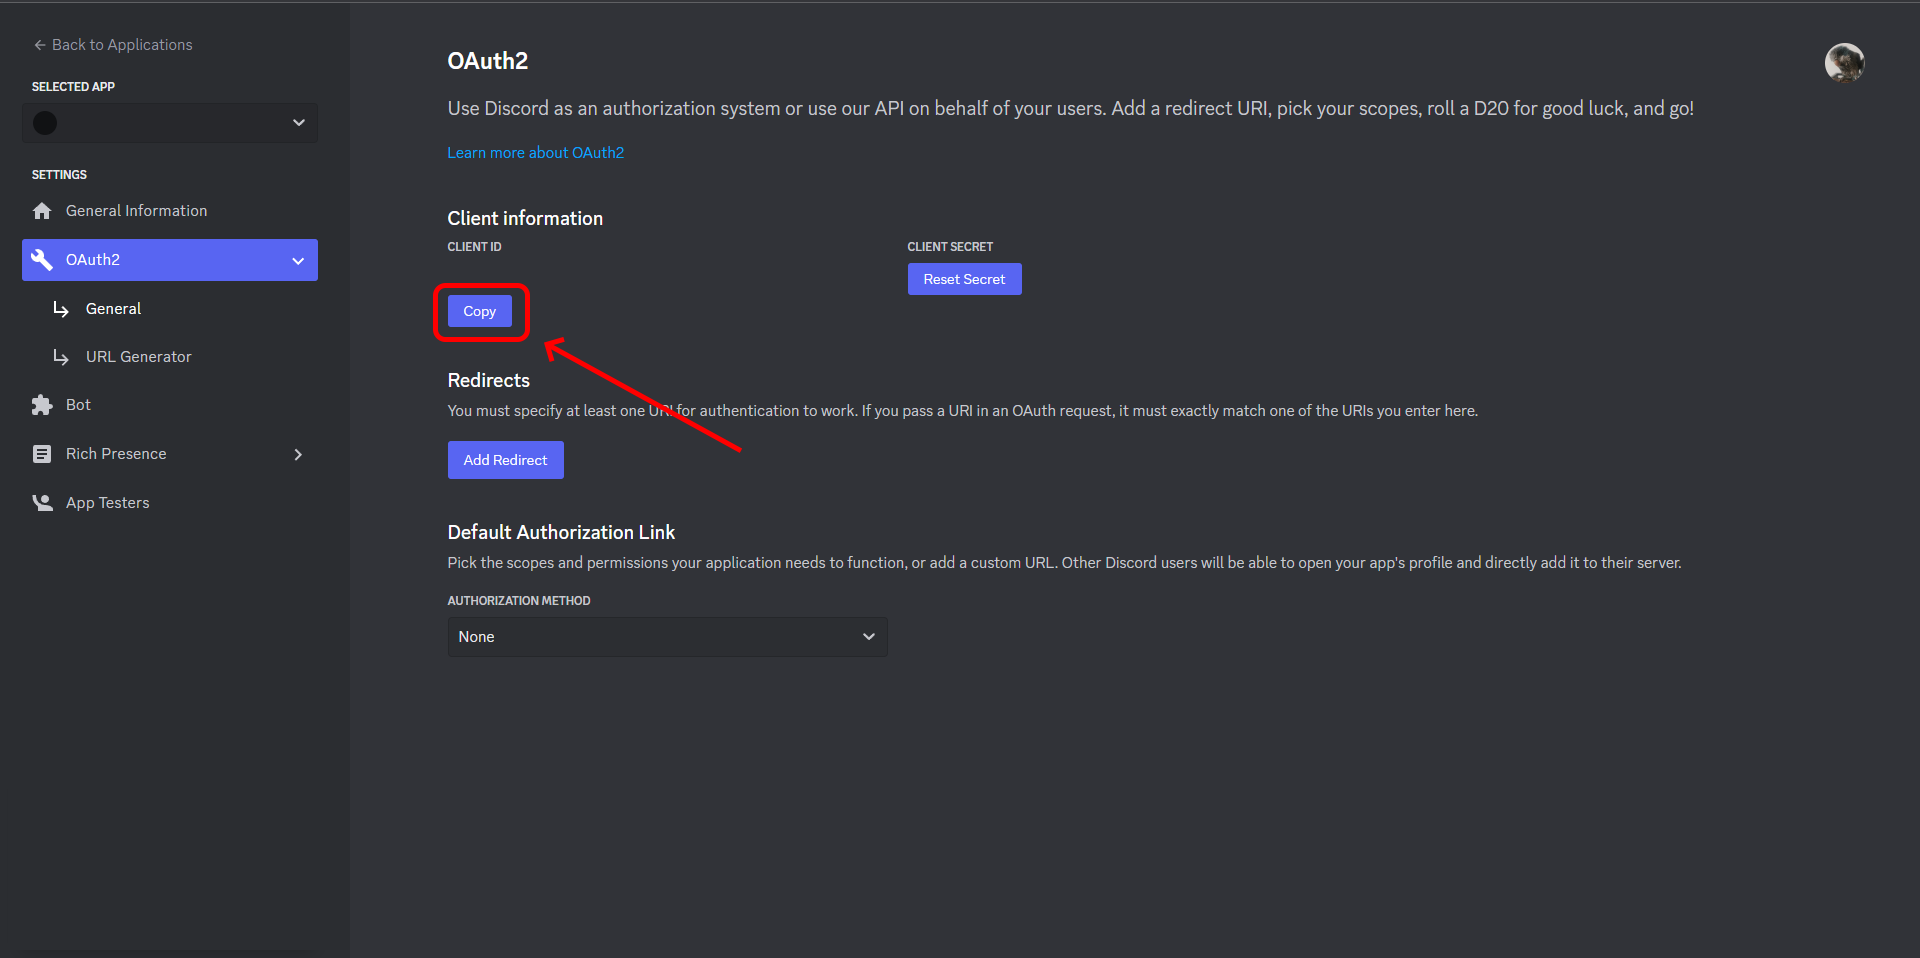 Back to Applications
SELECTED APP
SETTINGS
General Information
OAuth2
General
URL Generator
Bot
Rich Presence
App Testers
OAuth2
Use Discord as an authorization system or use our API on behalf of your users. Add a redirect URI, pick your scopes, roll a D20 for good luck, and go!
Learn more about OAuth2
Client information
CLIENT ID
Copy
CLIENT SECRET
Reset Secret
Redirects
You must specify at least one URI for authentication to work. If you pass a URI in an OAuth request, it must exactly match one of the URIs you enter here.
Add Redirect
Default Authorization Link
Pick the scopes and permissions your application needs to function, or add a custom URL. Other Discord users will be able to open your app's profile and directly add it to their server.
AUTHORIZATION METHOD
None